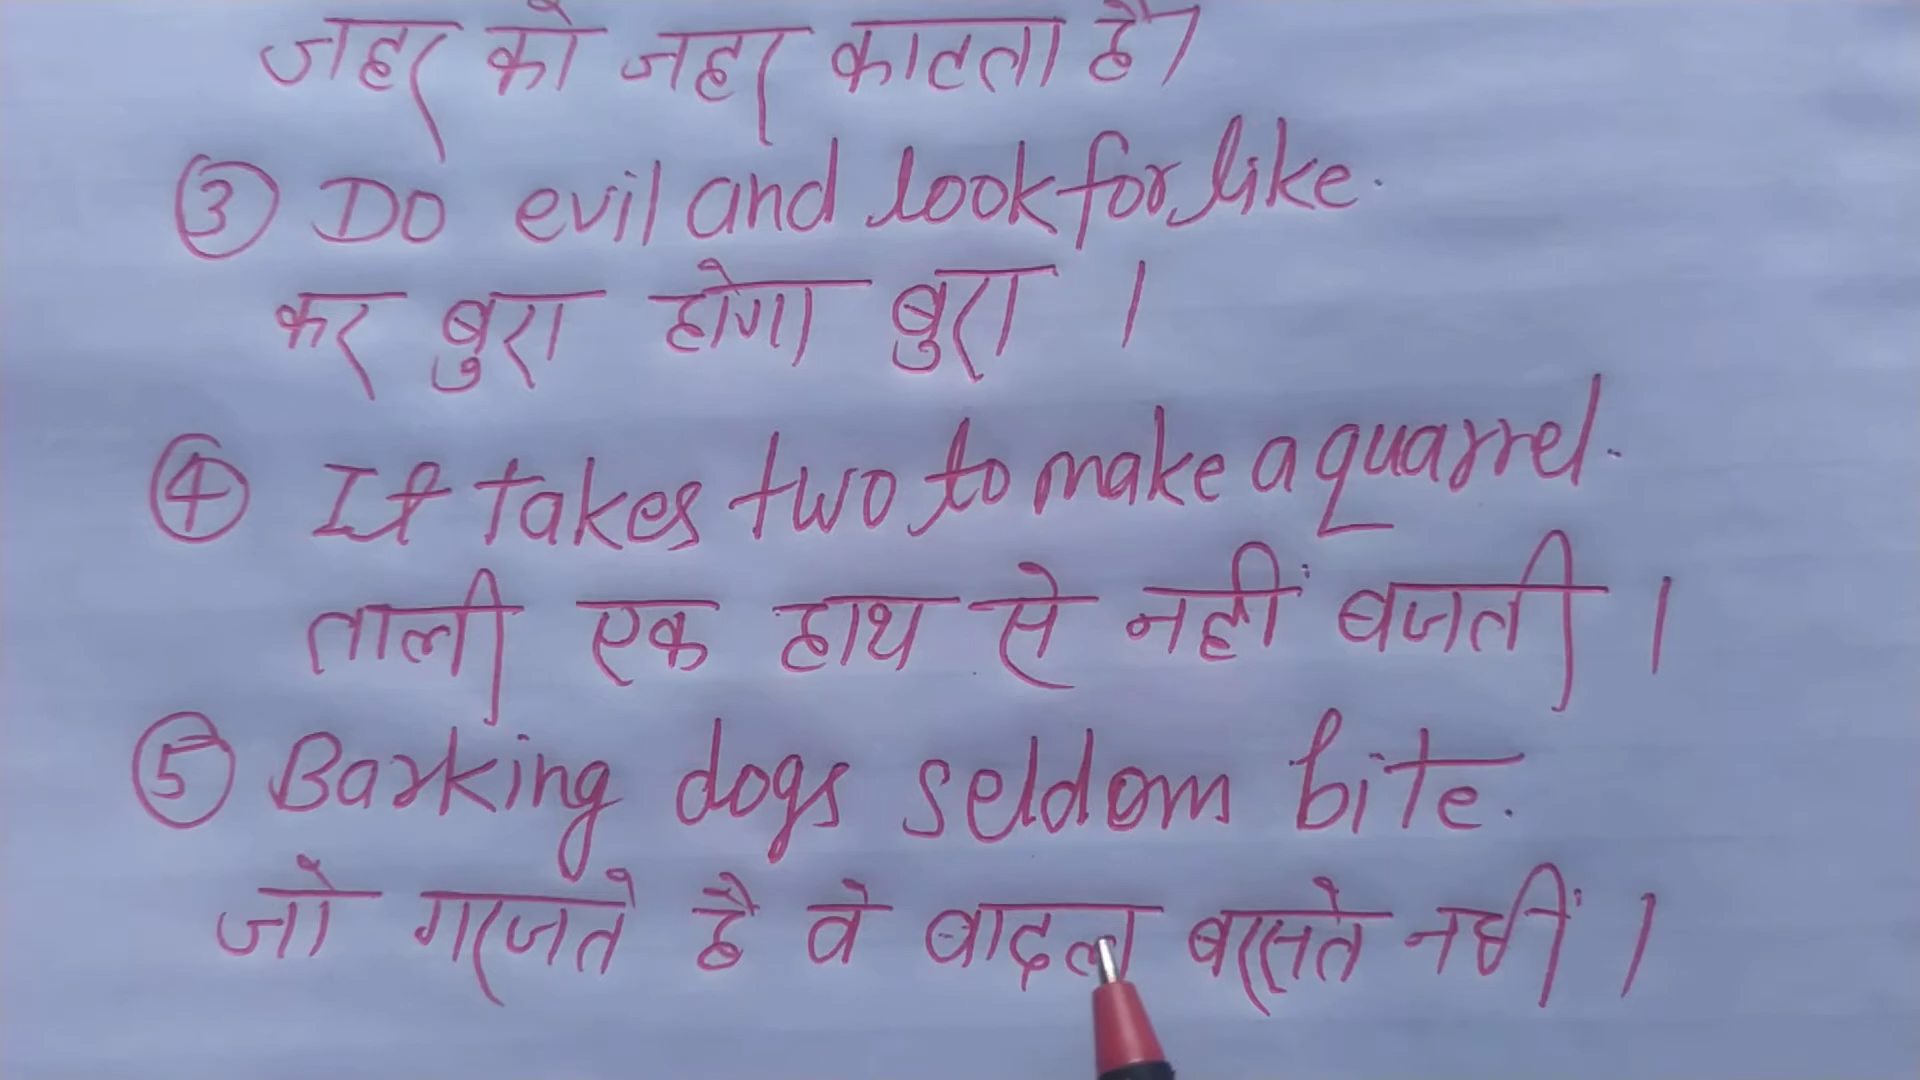 जहर को जहर काटता है।
③ Do evil and look for like.
कर बुरा होगा बुरा ।
④ It takes two to make a quarrel.
ताली एक हाथ से नहीं बजती ।
⑤ Barking dogs seldom bite.
जो गरजते है वे बादल बरसते नहीं ।